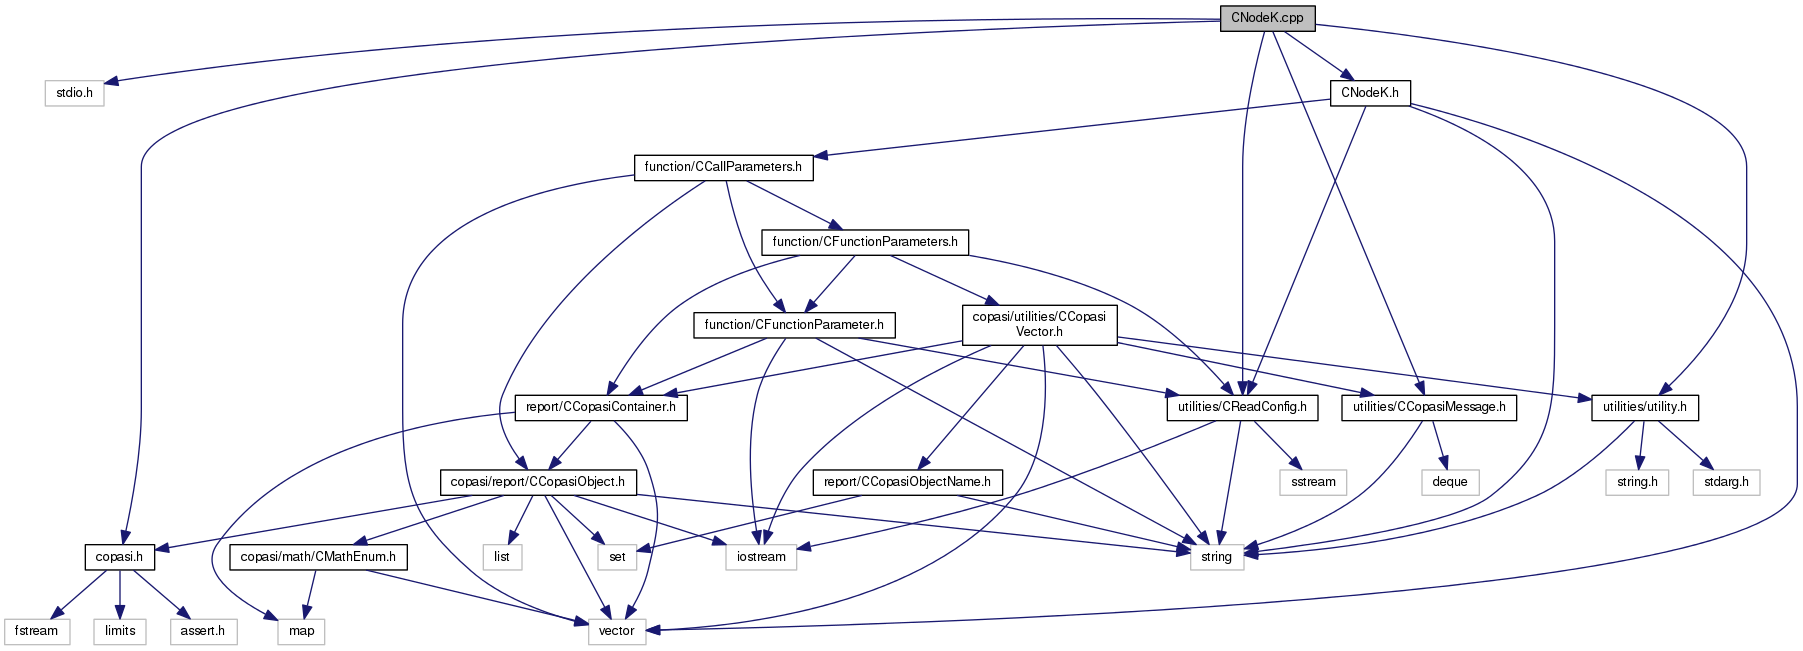 CNodeK.cpp
stdio.h
CNodeK.h
function/CCallParameters.h
function/CFunctionParameters.h
function/CFunctionParameter.h
copasi/utilities/CCopasi
Vector.h
report/CCopasiContainer.h
utilities/CReadConfig.h
utilities/CCopasiMessage.h
utilities/utility.h
copasi/report/CCopasiObject.h
report/CCopasiObjectName.h
sstream
deque
string.h
stdarg.h
copasi.h
copasi/math/CMathEnum.h
list
set
iostream
string
fstream
limits
assert.h
map
vector